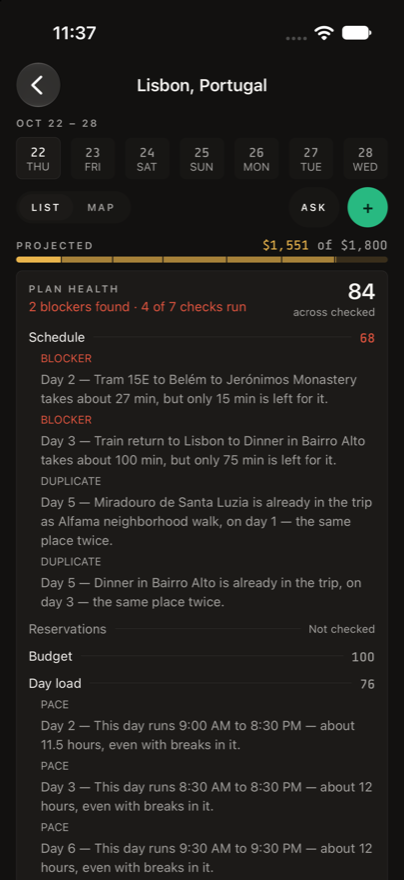 11:37
Lisbon, Portugal
OCT 22 – 28
22 23 24 25 26 27 28
THU FRI SAT SUN MON TUE WED
LIST MAP ASK +
PROJECTED $1,551 of $1,800
PLAN HEALTH 84
2 blockers found · 4 of 7 checks run across checked
Schedule 68
BLOCKER
Day 2 — Tram 15E to Belém to Jerónimos Monastery
takes about 27 min, but only 15 min is left for it.
BLOCKER
Day 3 — Train return to Lisbon to Dinner in Bairro Alto
takes about 100 min, but only 75 min is left for it.
DUPLICATE
Day 5 — Miradouro de Santa Luzia is already in the trip
as Alfama neighborhood walk, on day 1 — the same
place twice.
DUPLICATE
Day 5 — Dinner in Bairro Alto is already in the trip, on
day 3 — the same place twice.
Reservations Not checked
Budget 100
Day load 76
PACE
Day 2 — This day runs 9:00 AM to 8:30 PM — about
11.5 hours, even with breaks in it.
PACE
Day 3 — This day runs 8:30 AM to 8:30 PM — about 12
hours, even with breaks in it.
PACE
Day 6 — This day runs 9:30 AM to 9:30 PM — about 12
hours, even with breaks in it.